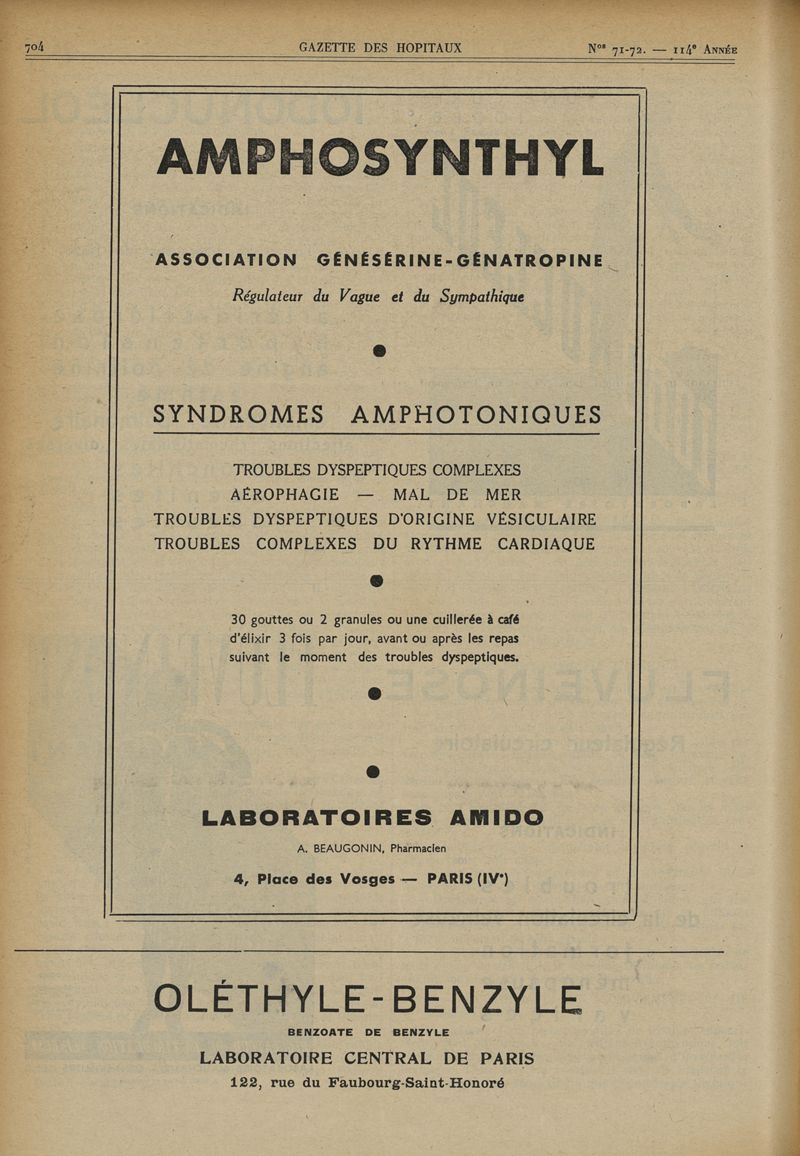 704
GAZETTE DES HOPITAUX
Nos 71-72. — 114e ANNÉE
AMPHOSYNTHYL
ASSOCIATION GÉNÉSÉRINE-GÉNATROPINE
Régulateur du Vague et du Sympathique
SYNDROMES AMPHOTONIQUES
TROUBLES DYSPEPTIQUES COMPLEXES
AÉROPHAGIE — MAL DE MER
TROUBLES DYSPEPTIQUES D'ORIGINE VÉSICULAIRE
TROUBLES COMPLEXES DU RYTHME CARDIAQUE
30 gouttes ou 2 granules ou une cuillerée à café
d'élixir 3 fois par jour, avant ou après les repas
suivant le moment des troubles dyspeptiques.
LABORATOIRES AMIDO
A. BEAUGONIN, Pharmacien
4, Place des Vosges — PARIS (IVe)
OLÉTHYLE-BENZYLE
BENZOATE DE BENZYLE
LABORATOIRE CENTRAL DE PARIS
122, rue du Faubourg-Saint-Honoré